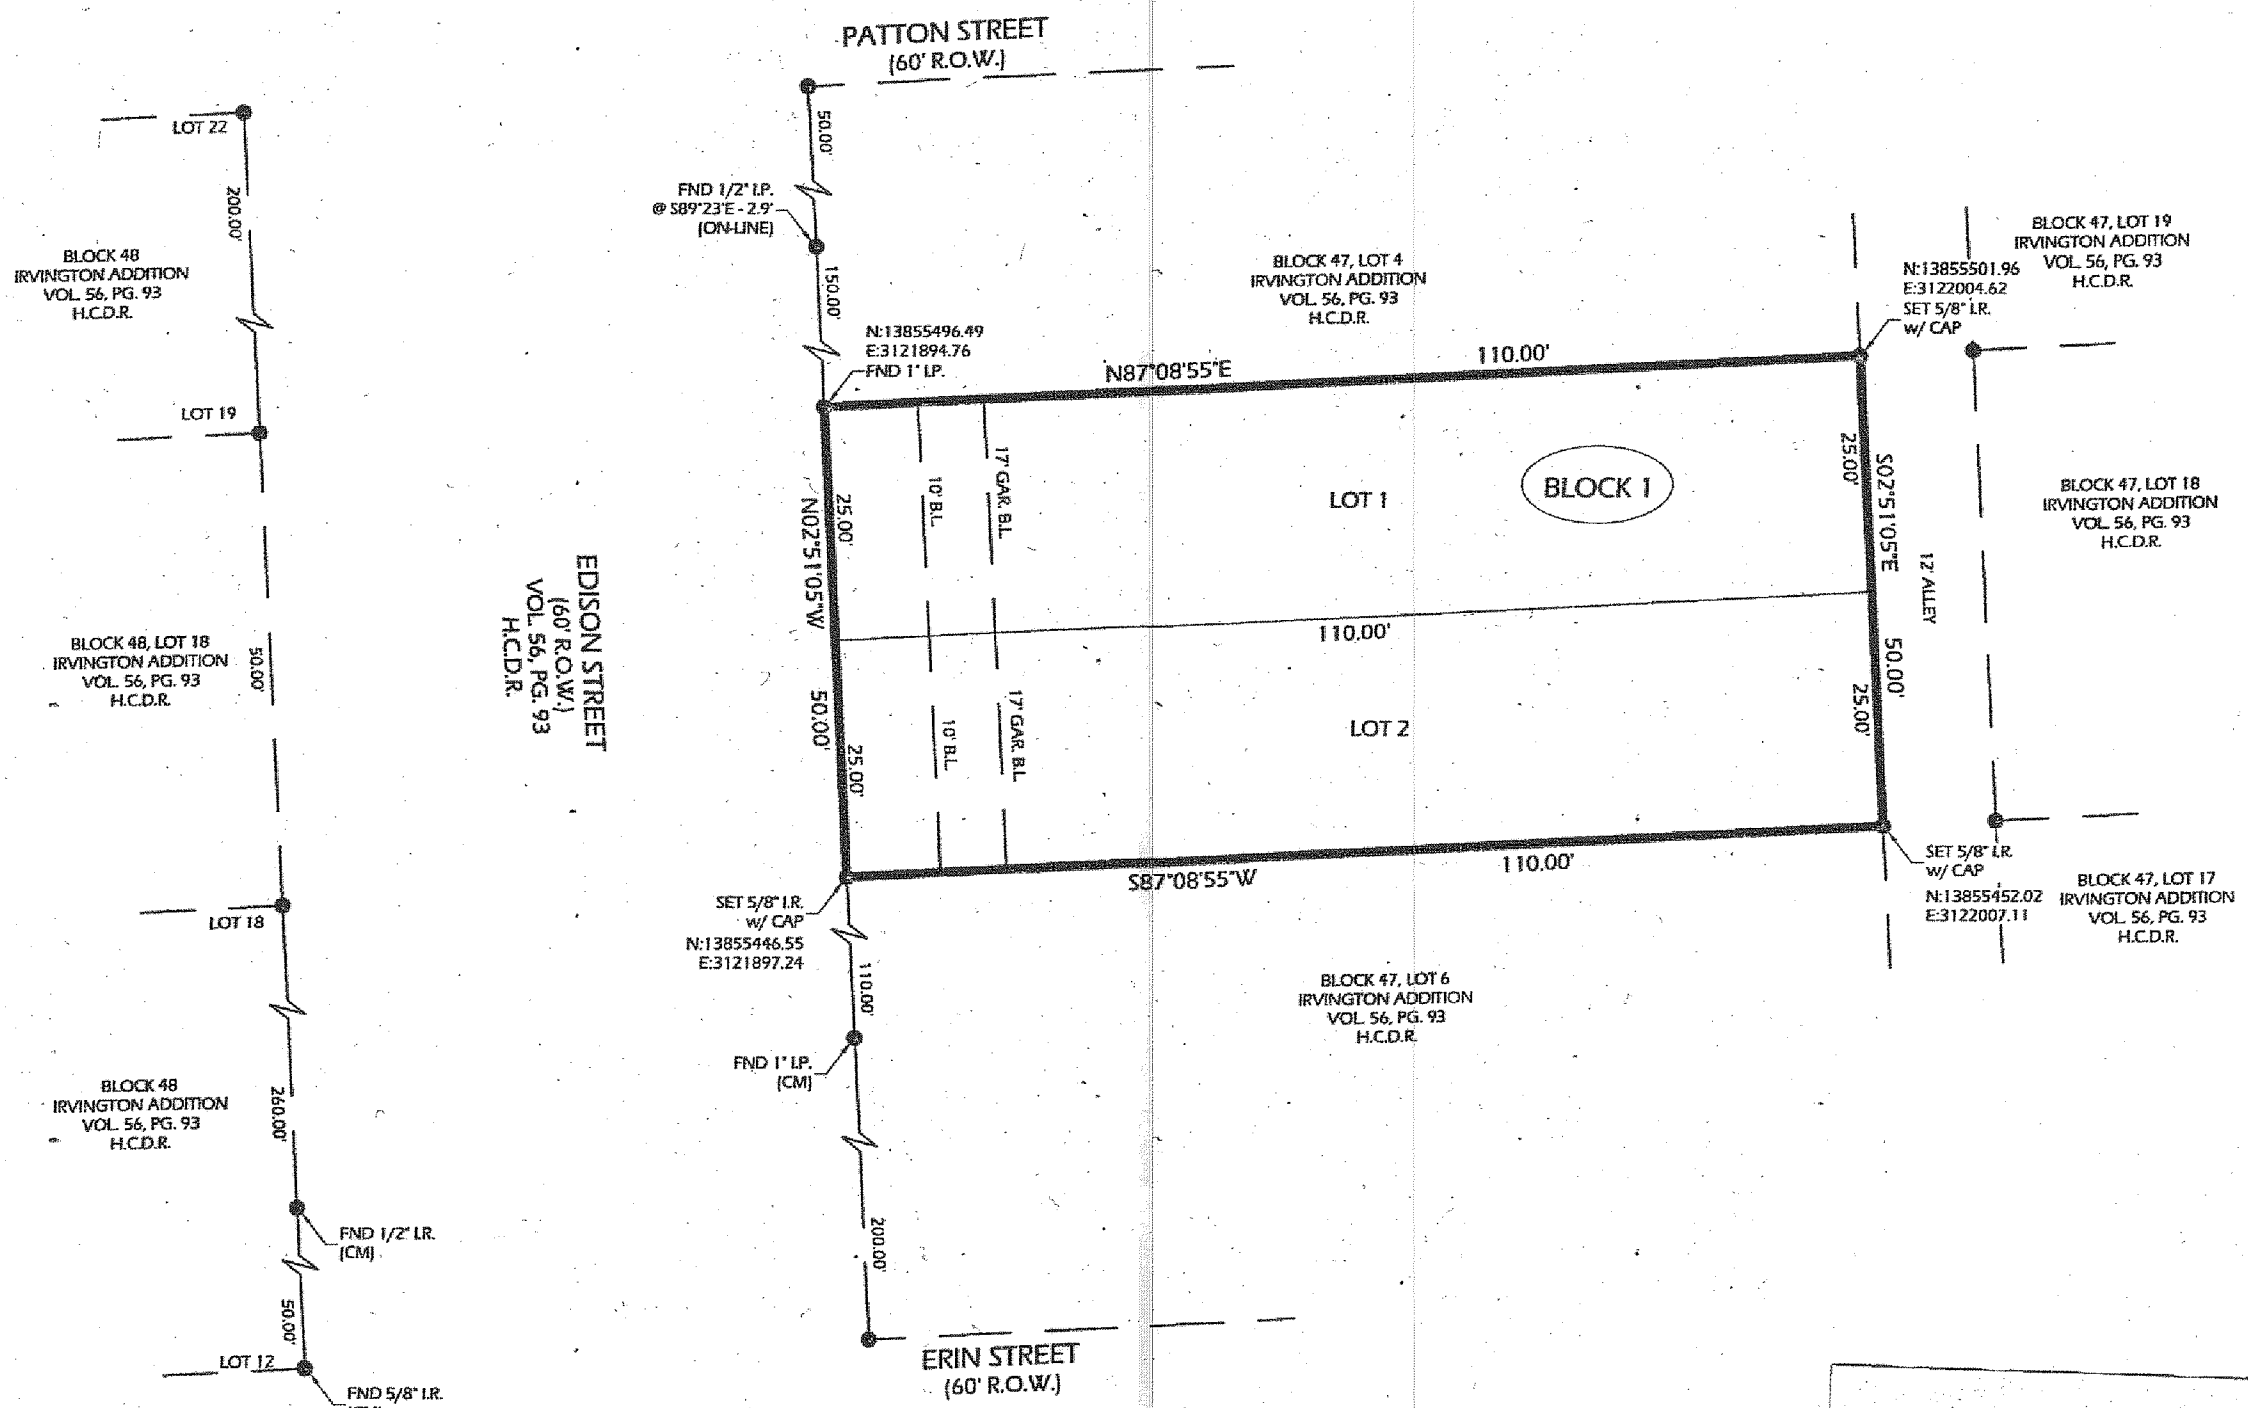 PATTON STREET
(60' R.O.W.)
LOT 22
200.00'
BLOCK 48
IRVINGTON ADDITION
VOL. 56, PG. 93
H.C.D.R.
LOT 19
BLOCK 48, LOT 18
IRVINGTON ADDITION
VOL. 56, PG. 93
H.C.D.R.
50.00'
LOT 18
BLOCK 48
IRVINGTON ADDITION
VOL. 56, PG. 93
H.C.D.R.
260.00'
FND 1/2" I.R.
(CM)
50.00'
LOT 12
FND 5/8" I.R.
EDISON STREET
(60' R.O.W.)
VOL. 56, PG. 93
H.C.D.R.
50.00'
FND 1/2" I.P.
@ S89°23'E - 2.9'
(ON-LINE)
150.00'
N:13855496.49
E:3121894.76
FND 1" I.P.
BLOCK 47, LOT 4
IRVINGTON ADDITION
VOL. 56, PG. 93
H.C.D.R.
N87°08'55"E
110.00'
N:13855501.96
E:3122004.62
SET 5/8" I.R.
w/ CAP
BLOCK 47, LOT 19
IRVINGTON ADDITION
VOL. 56, PG. 93
H.C.D.R.
25.00'
N02°51'05"W
50.00'
25.00'
10' B.L.
17' GAR. B.L.
10' B.L.
17' GAR. B.L.
LOT 1
BLOCK 1
110.00'
LOT 2
25.00'
S02°51'05"E
50.00'
25.00'
12' ALLEY
BLOCK 47, LOT 18
IRVINGTON ADDITION
VOL. 56, PG. 93
H.C.D.R.
S87°08'55"W
110.00'
SET 5/8" I.R.
w/ CAP
N:13855446.55
E:3121897.24
SET 5/8" I.R.
w/ CAP
N:13855452.02
E:3122007.11
BLOCK 47, LOT 17
IRVINGTON ADDITION
VOL. 56, PG. 93
H.C.D.R.
110.00'
BLOCK 47, LOT 6
IRVINGTON ADDITION
VOL. 56, PG. 93
H.C.D.R.
FND 1" I.P.
(CM)
200.00'
ERIN STREET
(60' R.O.W.)